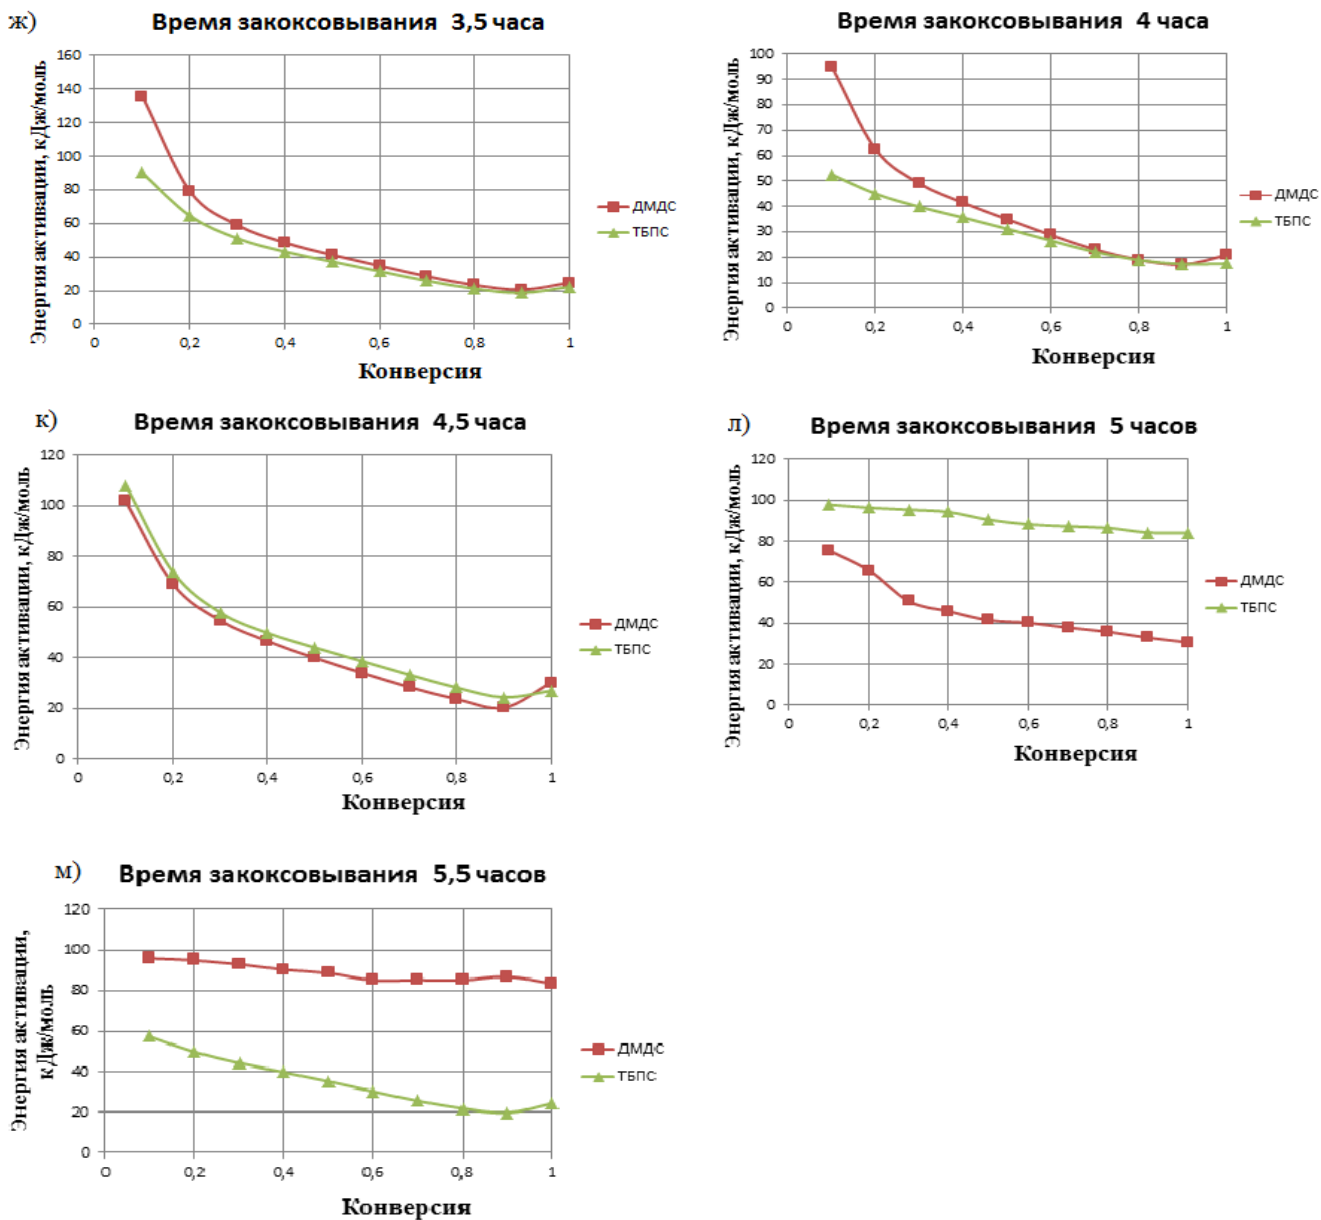 ж)
Время закоксовывания 3,5 часа
Энергия активации, кДж/моль
160
140
120
100
80
60
40
20
0
0 0,2 0,4 0,6 0,8 1
Конверсия
ДМДС
ТБПС
Время закоксовывания 4 часа
Энергия активации, кДж/моль
100
90
80
70
60
50
40
30
20
10
0
0 0,2 0,4 0,6 0,8 1
Конверсия
ДМДС
ТБПС
к)
Время закоксовывания 4,5 часа
Энергия активации, кДж/моль
120
100
80
60
40
20
0
0 0,2 0,4 0,6 0,8 1
Конверсия
ДМДС
ТБПС
л)
Время закоксовывания 5 часов
Энергия активации, кДж/моль
120
100
80
60
40
20
0
0 0,2 0,4 0,6 0,8 1
Конверсия
ДМДС
ТБПС
м)
Время закоксовывания 5,5 часов
Энергия активации,
кДж/моль
120
100
80
60
40
20
0
0 0,2 0,4 0,6 0,8 1
Конверсия
ДМДС
ТБПС